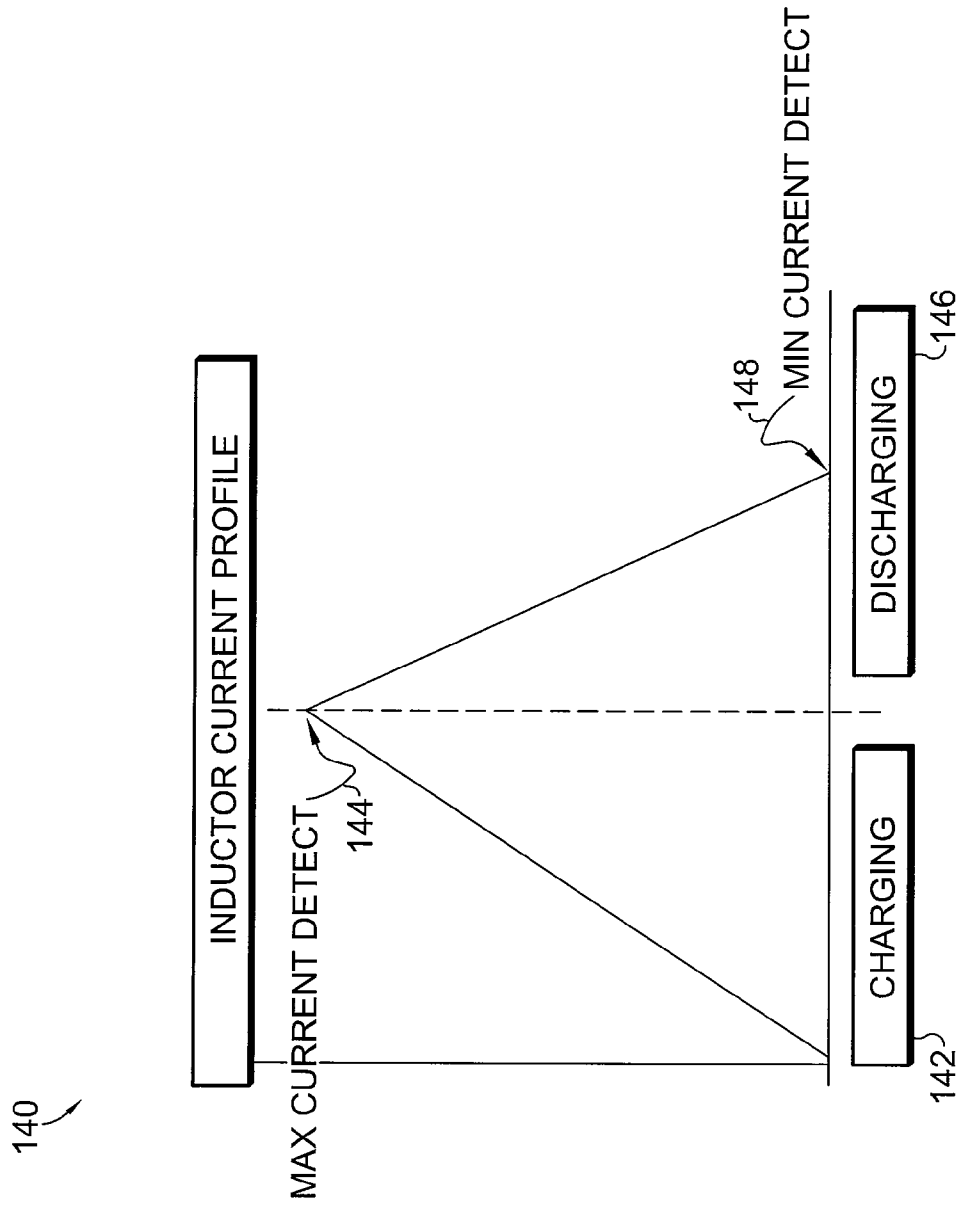 140
INDUCTOR CURRENT PROFILE
MAX CURRENT DETECT
144
148
MIN CURRENT DETECT
CHARGING
DISCHARGING
142
146